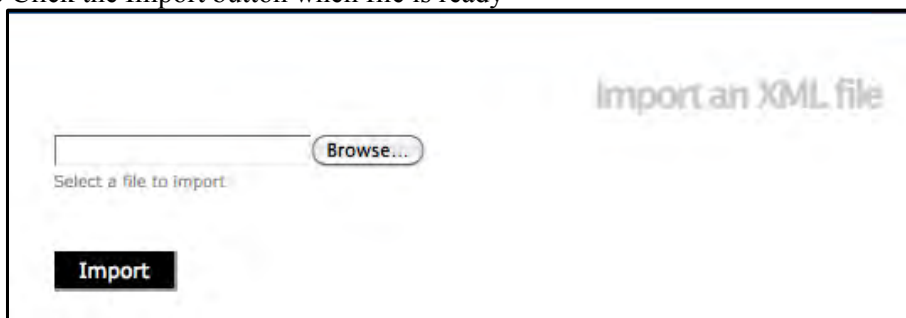 Click the Import button when file is ready
Import an XML file
Browse...
Select a file to import
Import